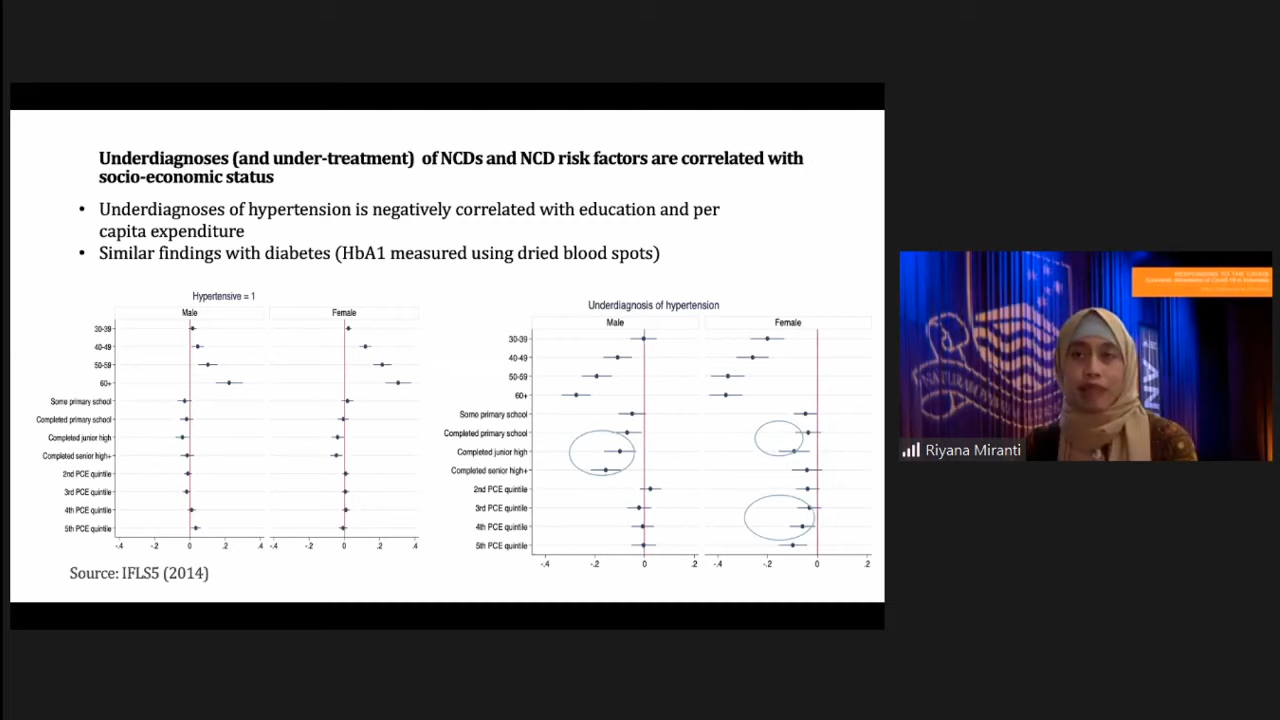 Underdiagnoses (and under-treatment) of NCDs and NCD risk factors are correlated with
socio-economic status
• Underdiagnoses of hypertension is negatively correlated with education and per
capita expenditure
• Similar findings with diabetes (HbA1 measured using dried blood spots)
Hypertensive = 1
Male
Female
30-39
40-49
50-59
60+
Some primary school
Completed primary school
Completed junior high
Completed senior high+
2nd PCE quintile
3rd PCE quintile
4th PCE quintile
5th PCE quintile
-.4 -.2 0 .2 .4
-.4 -.2 0 .2 .4
Underdiagnosis of hypertension
Male
Female
30-39
40-49
50-59
60+
Some primary school
Completed primary school
Completed junior high
Completed senior high+
2nd PCE quintile
3rd PCE quintile
4th PCE quintile
5th PCE quintile
-.4 -.2 0 .2
-.4 -.2 0 .2
Source: IFLS5 (2014)
RESPONDING TO THE CRISIS
Riyana Miranti